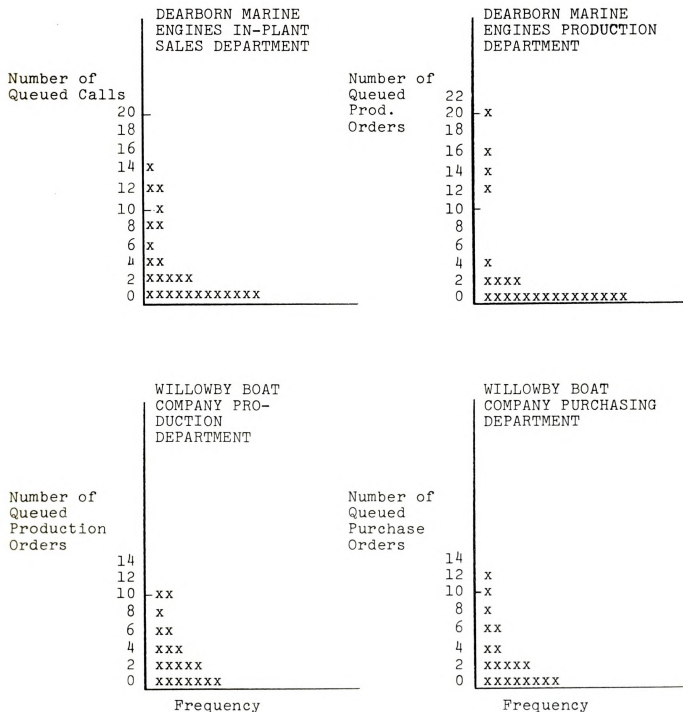 DEARBORN MARINE
ENGINES IN-PLANT
SALES DEPARTMENT
Number of
Queued Calls
20
18
16
14 x
12 xx
10 x
8 xx
6 x
4 xx
2 xxxxx
0 xxxxxxxxxxxx
DEARBORN MARINE
ENGINES PRODUCTION
DEPARTMENT
Number of
Queued
Prod.
Orders
22
20 x
18
16 x
14 x
12 x
10
8
6
4 x
2 xxxx
0 xxxxxxxxxxxxxxx
WILLOWBY BOAT
COMPANY PRO-
DUCTION
DEPARTMENT
Number of
Queued
Production
Orders
14
12
10 xx
8 x
6 xx
4 xxx
2 xxxxx
0 xxxxxxx
Frequency
WILLOWBY BOAT
COMPANY PURCHASING
DEPARTMENT
Number of
Queued
Purchase
Orders
14
12 x
10 x
8 x
6 xx
4 xx
2 xxxxx
0 xxxxxxxx
Frequency